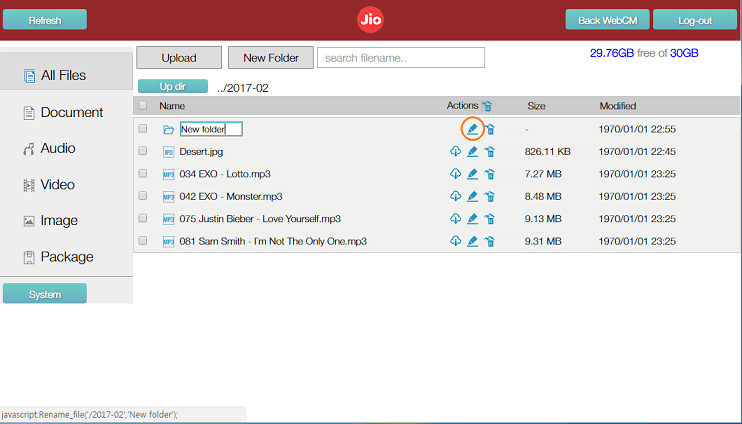 Refresh
Jio
Back WebCM
Log-out
Upload
New Folder
search filename..
29.76GB free of 30GB
All Files
Document
Audio
Video
Image
Package
System
Up dir
../2017-02
Name Actions Size Modified
New folder - 1970/01/01 22:55
JPG Desert.jpg 826.11 KB 1970/01/01 22:45
MP3 034 EXO - Lotto.mp3 7.27 MB 1970/01/01 23:25
MP3 042 EXO - Monster.mp3 8.48 MB 1970/01/01 23:25
MP3 075 Justin Bieber - Love Yourself.mp3 9.13 MB 1970/01/01 23:25
MP3 081 Sam Smith - I'm Not The Only One.mp3 9.31 MB 1970/01/01 23:25
javascript:Rename_file('/2017-02','New folder');